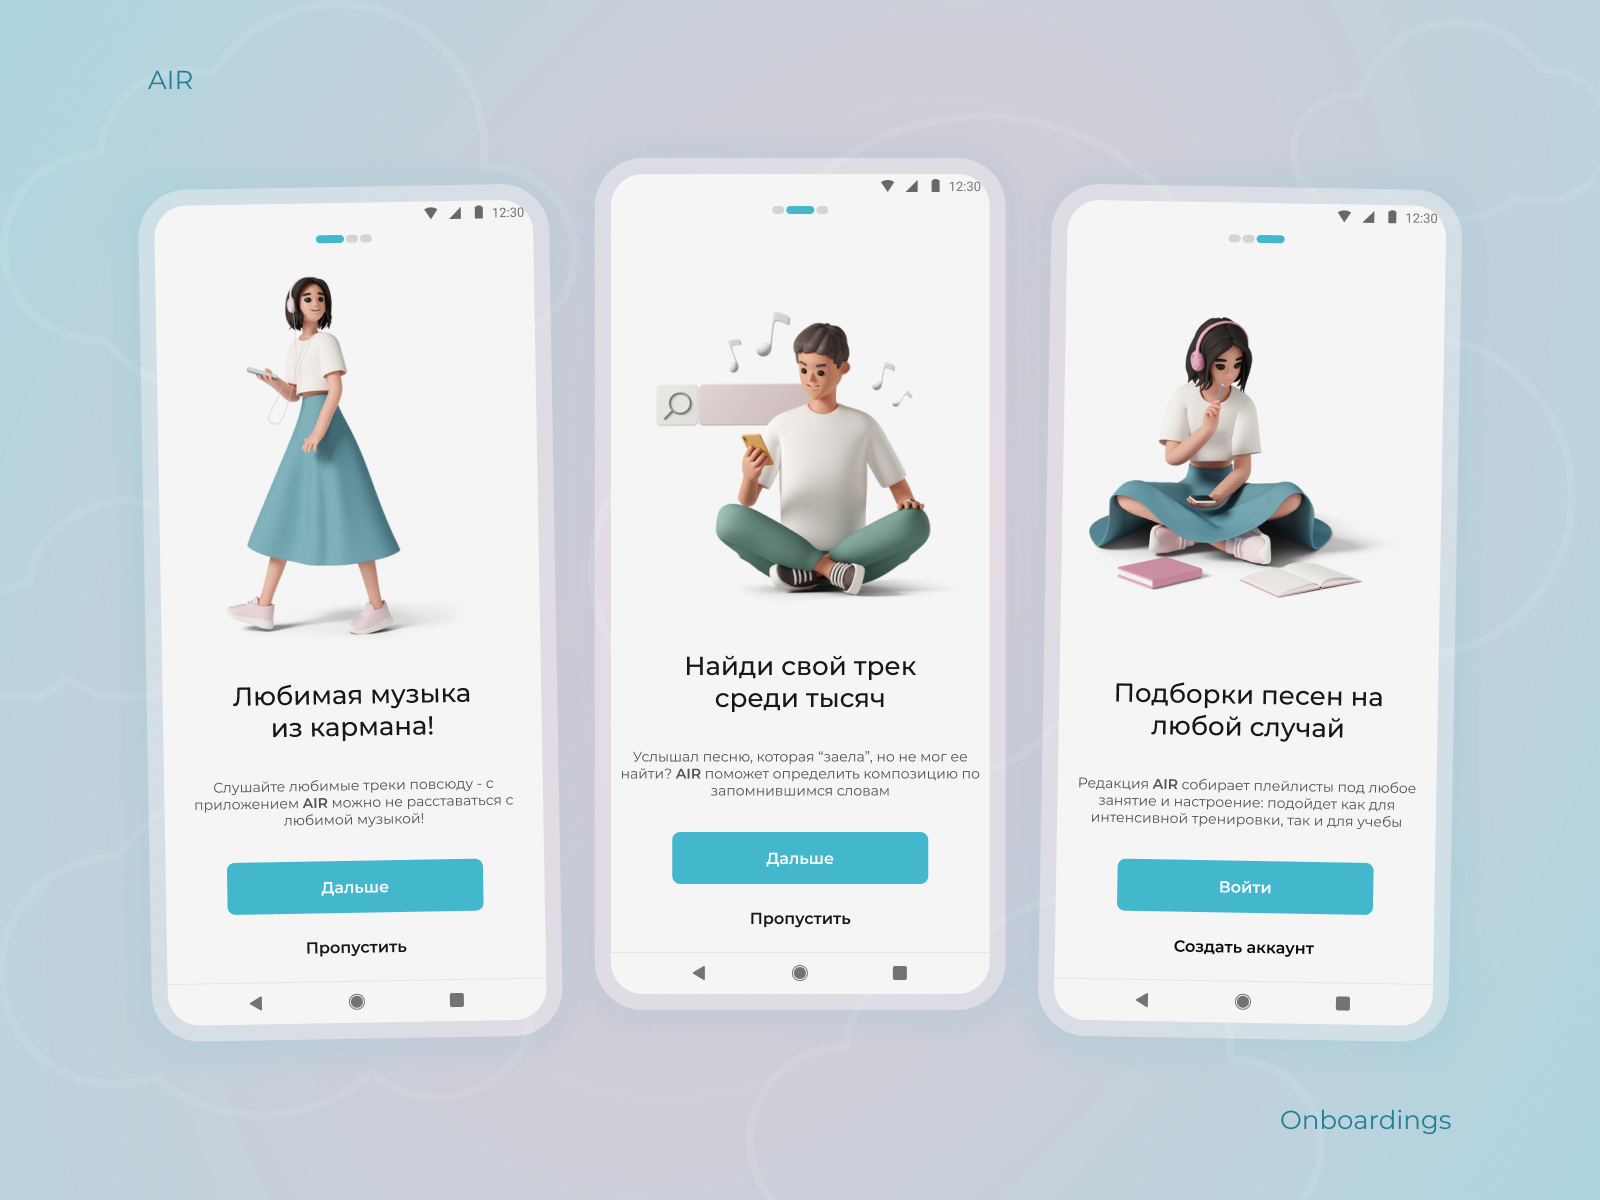 AIR
12:30
Любимая музыка
из кармана!
Слушайте любимые треки повсюду - с
приложением AIR можно не расставаться с
любимой музыкой!
Дальше
Пропустить
12:30
Найди свой трек
среди тысяч
Услышал песню, которая “заела”, но не мог ее
найти? AIR поможет определить композицию по
запомнившимся словам
Дальше
Пропустить
12:30
Подборки песен на
любой случай
Редакция AIR собирает плейлисты под любое
занятие и настроение: подойдет как для
интенсивной тренировки, так и для учебы
Войти
Создать аккаунт
Onboardings